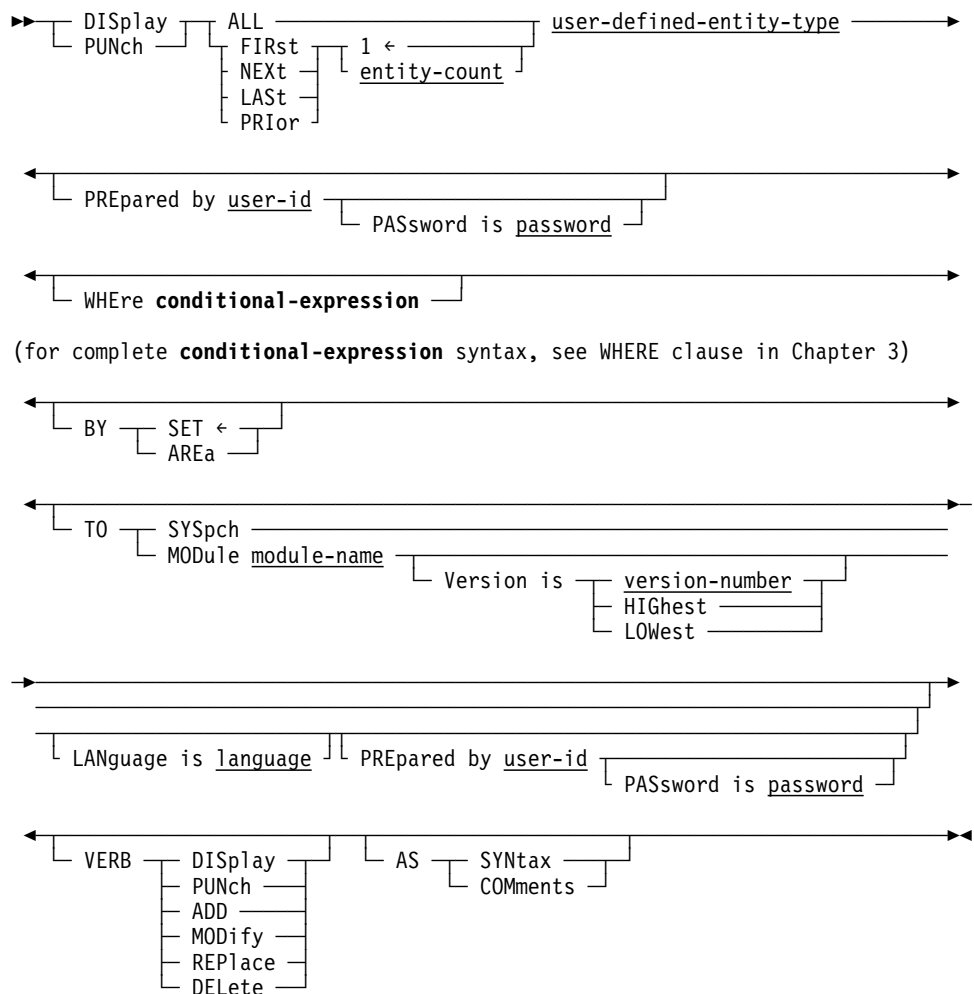 DISplay ALL user-defined-entity-type
PUNch FIRst 1 ←
NEXt entity-count
LASt
PRIor
PREpared by user-id
PASsword is password
WHEre conditional-expression
(for complete conditional-expression syntax, see WHERE clause in Chapter 3)
BY SET ←
AREa
TO SYSpch
MODule module-name
Version is version-number
HIGhest
LOWest
LANguage is language PREpared by user-id
PASsword is password
VERB DISplay AS SYNtax
PUNch COMments
ADD
MODify
REPlace
DELete